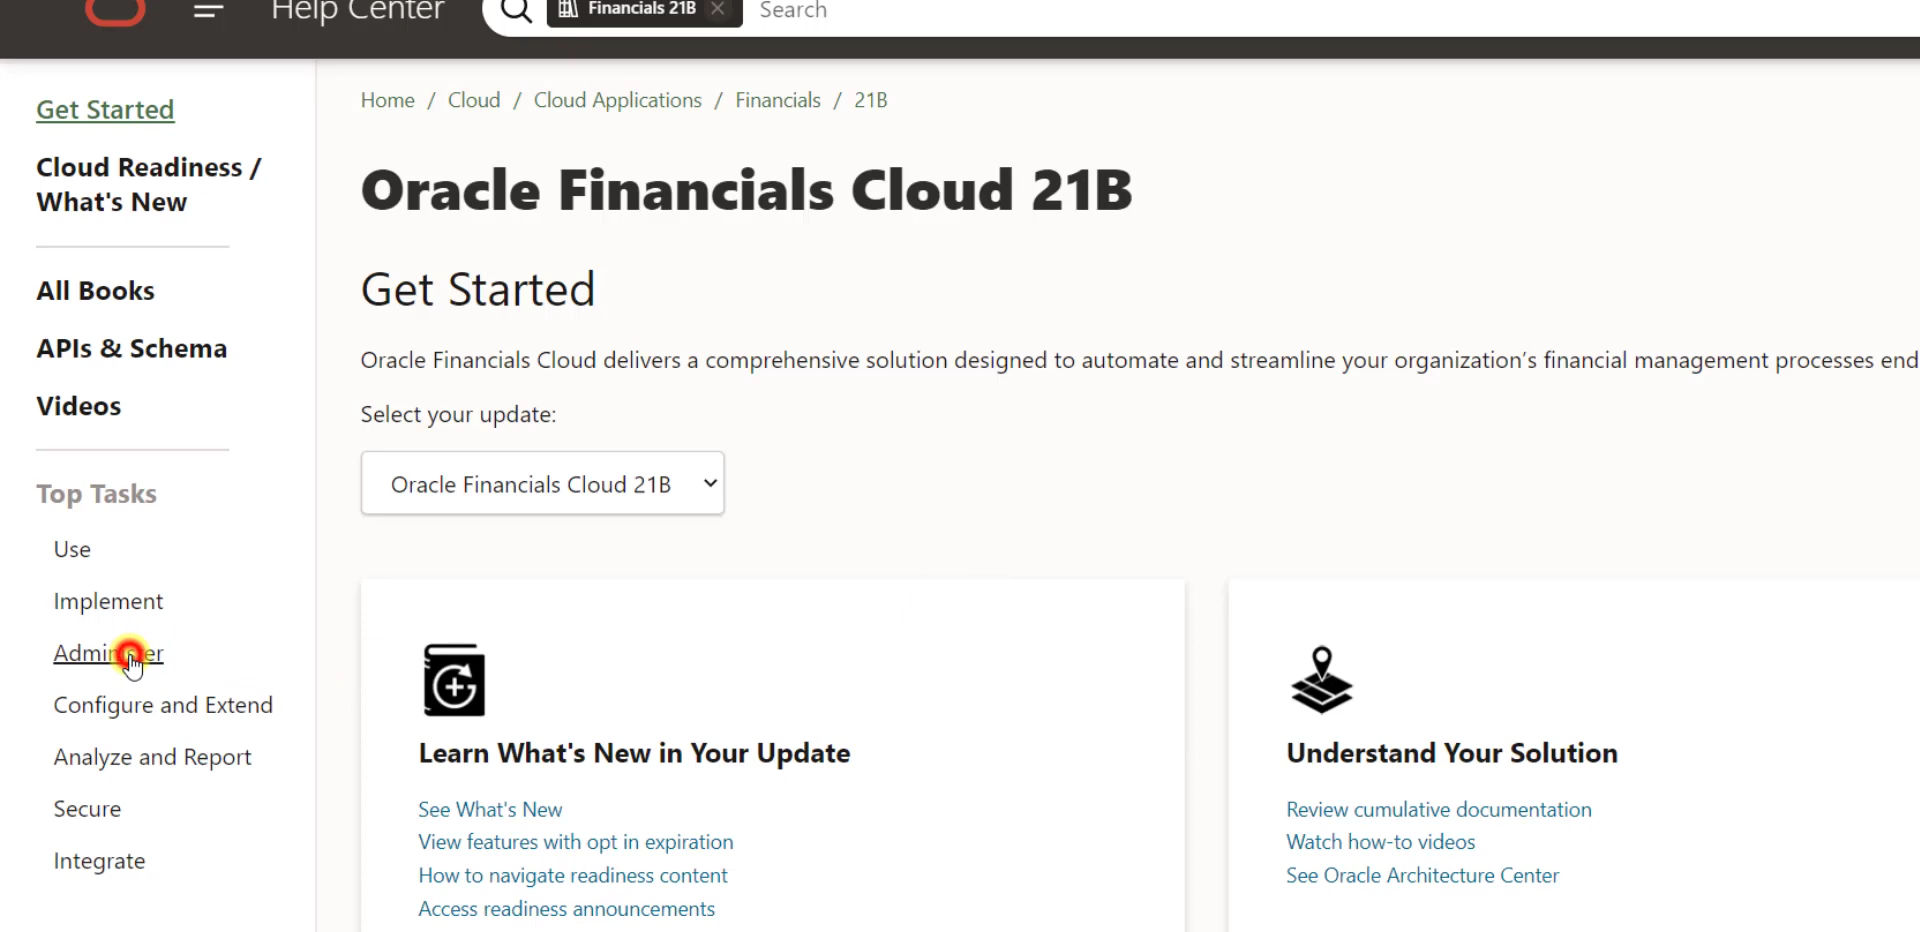 Help Center
Financials 21B
Search
Get Started
Cloud Readiness /
What's New
All Books
APIs & Schema
Videos
Top Tasks
Use
Implement
Administer
Configure and Extend
Analyze and Report
Secure
Integrate
Home / Cloud / Cloud Applications / Financials / 21B
Oracle Financials Cloud 21B
Get Started
Oracle Financials Cloud delivers a comprehensive solution designed to automate and streamline your organization's financial management processes end
Select your update:
Oracle Financials Cloud 21B
Learn What's New in Your Update
See What's New
View features with opt in expiration
How to navigate readiness content
Access readiness announcements
Understand Your Solution
Review cumulative documentation
Watch how-to videos
See Oracle Architecture Center